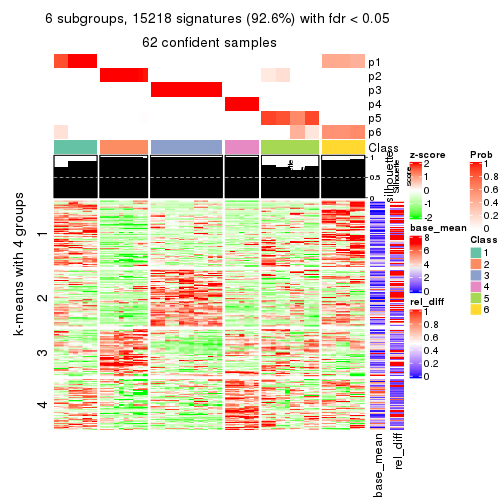 6 subgroups, 15218 signatures (92.6%) with fdr < 0.05
62 confident samples
p1
p2
p3
p4
p5
p6
Class
1
0.5
0
silhouette
Silhouette
score
k-means with 4 groups
1
2
3
4
base_mean
rel_diff
z-score
2
1
0
-1
-2
base_mean
8
6
4
2
0
rel_diff
1
0.8
0.6
0.4
0.2
0
Prob
1
0.8
0.6
0.4
0.2
0
Class
1
2
3
4
5
6